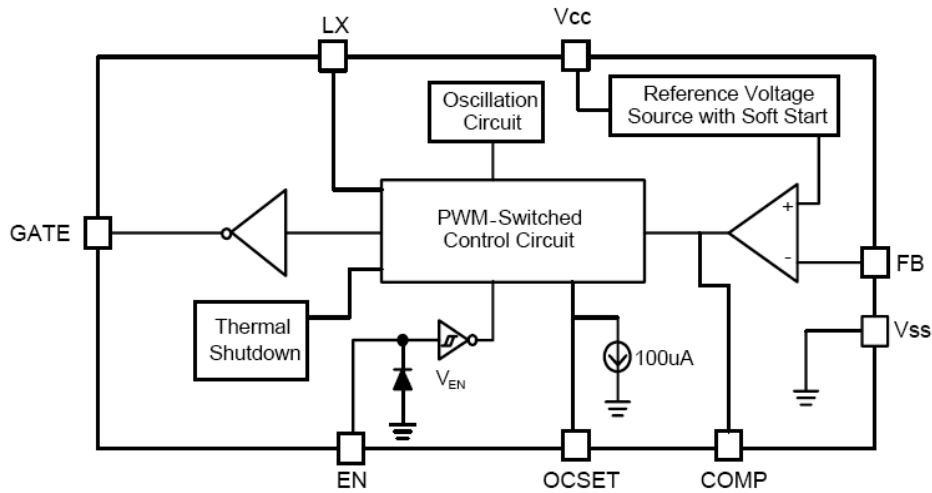 LX
Vcc
Oscillation
Circuit
Reference Voltage
Source with Soft Start
GATE
PWM-Switched
Control Circuit
+
-
FB
Thermal
Shutdown
VEN
100uA
Vss
EN
OCSET
COMP